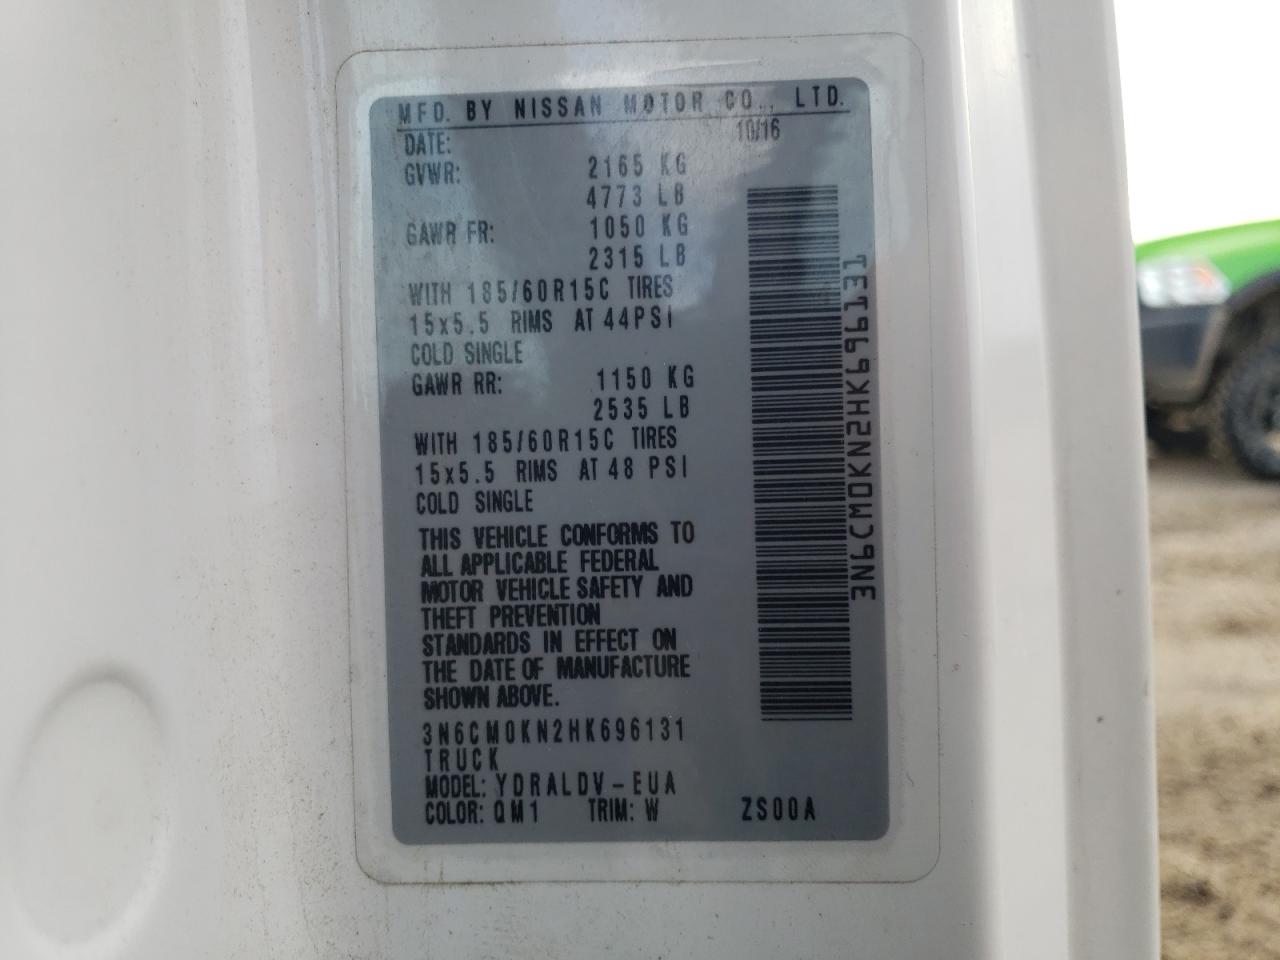 MFD. BY NISSAN MOTOR CO., LTD.
DATE: 10/16
GVWR: 2165 KG
4773 LB
GAWR FR: 1050 KG
2315 LB
WITH 185/60R15C TIRES
15x5.5 RIMS AT 44PSI
COLD SINGLE
GAWR RR: 1150 KG
2535 LB
WITH 185/60R15C TIRES
15x5.5 RIMS AT 48 PSI
COLD SINGLE
THIS VEHICLE CONFORMS TO
ALL APPLICABLE FEDERAL
MOTOR VEHICLE SAFETY AND
THEFT PREVENTION
STANDARDS IN EFFECT ON
THE DATE OF MANUFACTURE
SHOWN ABOVE.
3N6CM0KN2HK696131
TRUCK
MODEL: YDRALDV-EUA
COLOR: QM1 TRIM: W ZS00A
3N6CM0KN2HK696131